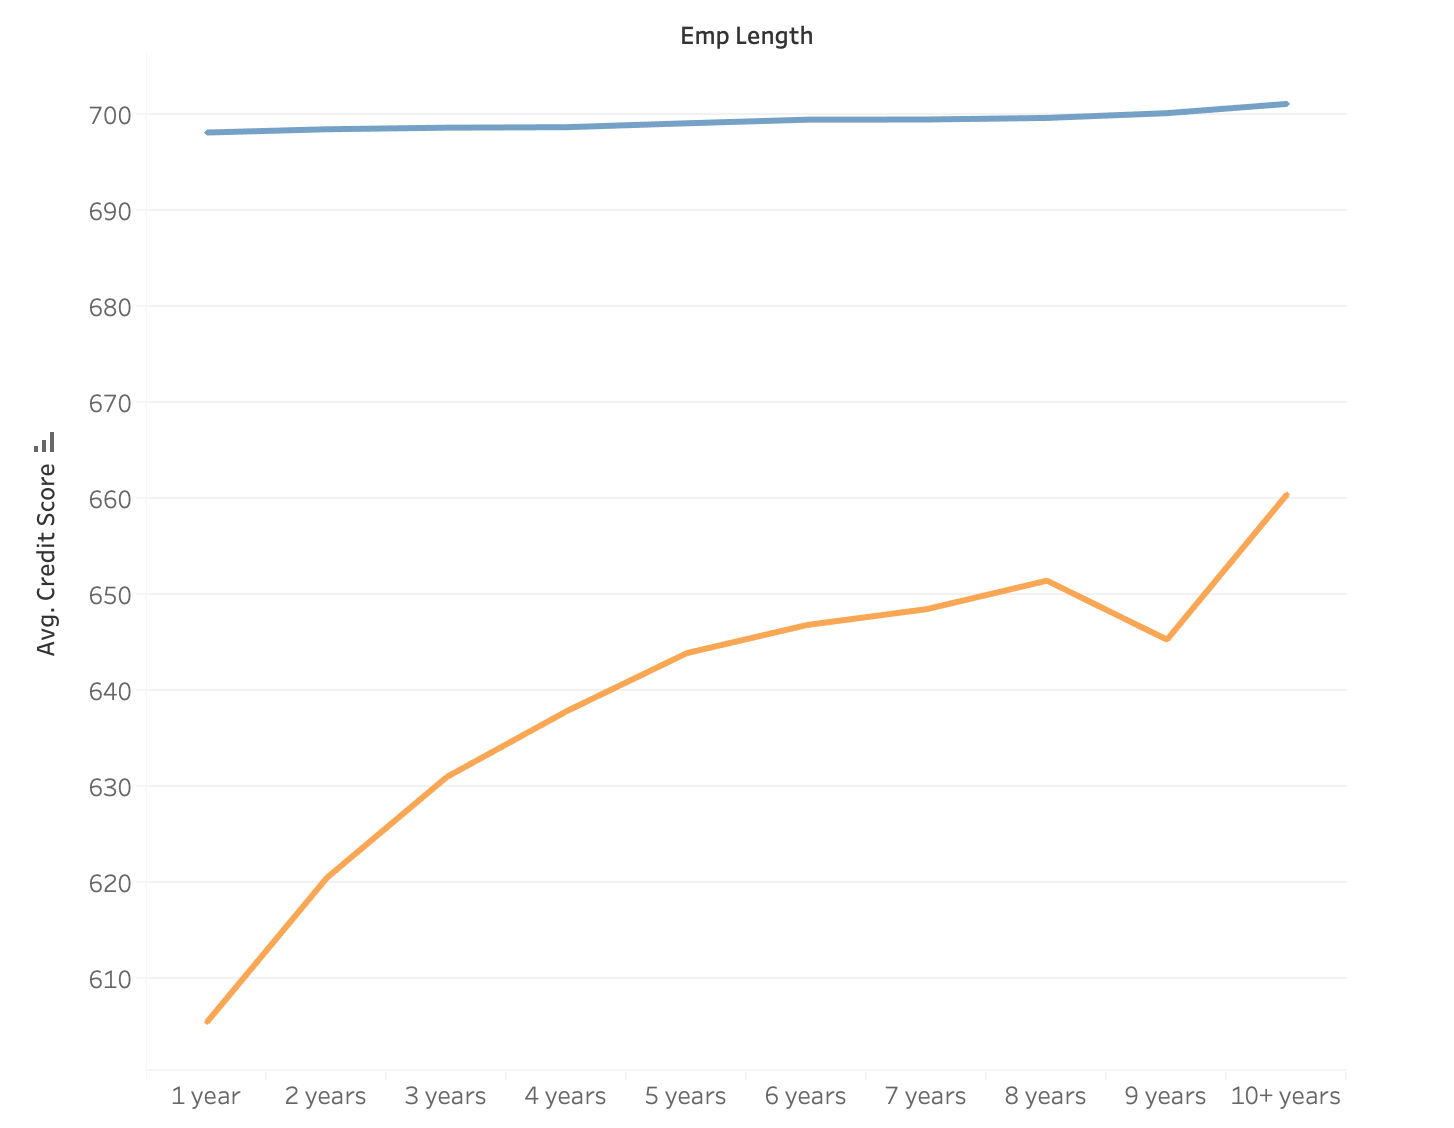 Emp Length
700
690
680
670
660
650
640
630
620
610
Avg. Credit Score
1 year
2 years
3 years
4 years
5 years
6 years
7 years
8 years
9 years
10+ years